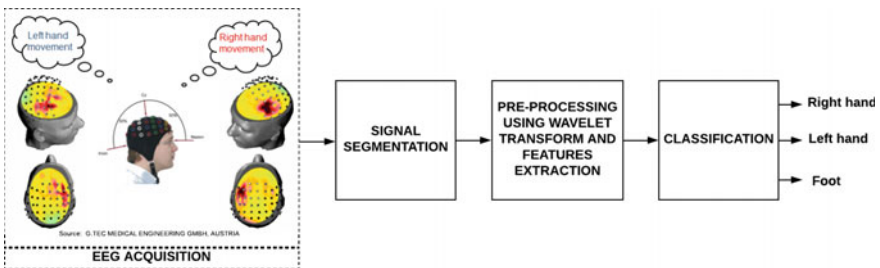 Left hand
movement
Right hand
movement
Source: G.TEC MEDICAL ENGINEERING GMBH, AUSTRIA
EEG ACQUISITION
SIGNAL
SEGMENTATION
PRE-PROCESSING
USING WAVELET
TRANSFORM AND
FEATURES
EXTRACTION
CLASSIFICATION
Right hand
Left hand
Foot